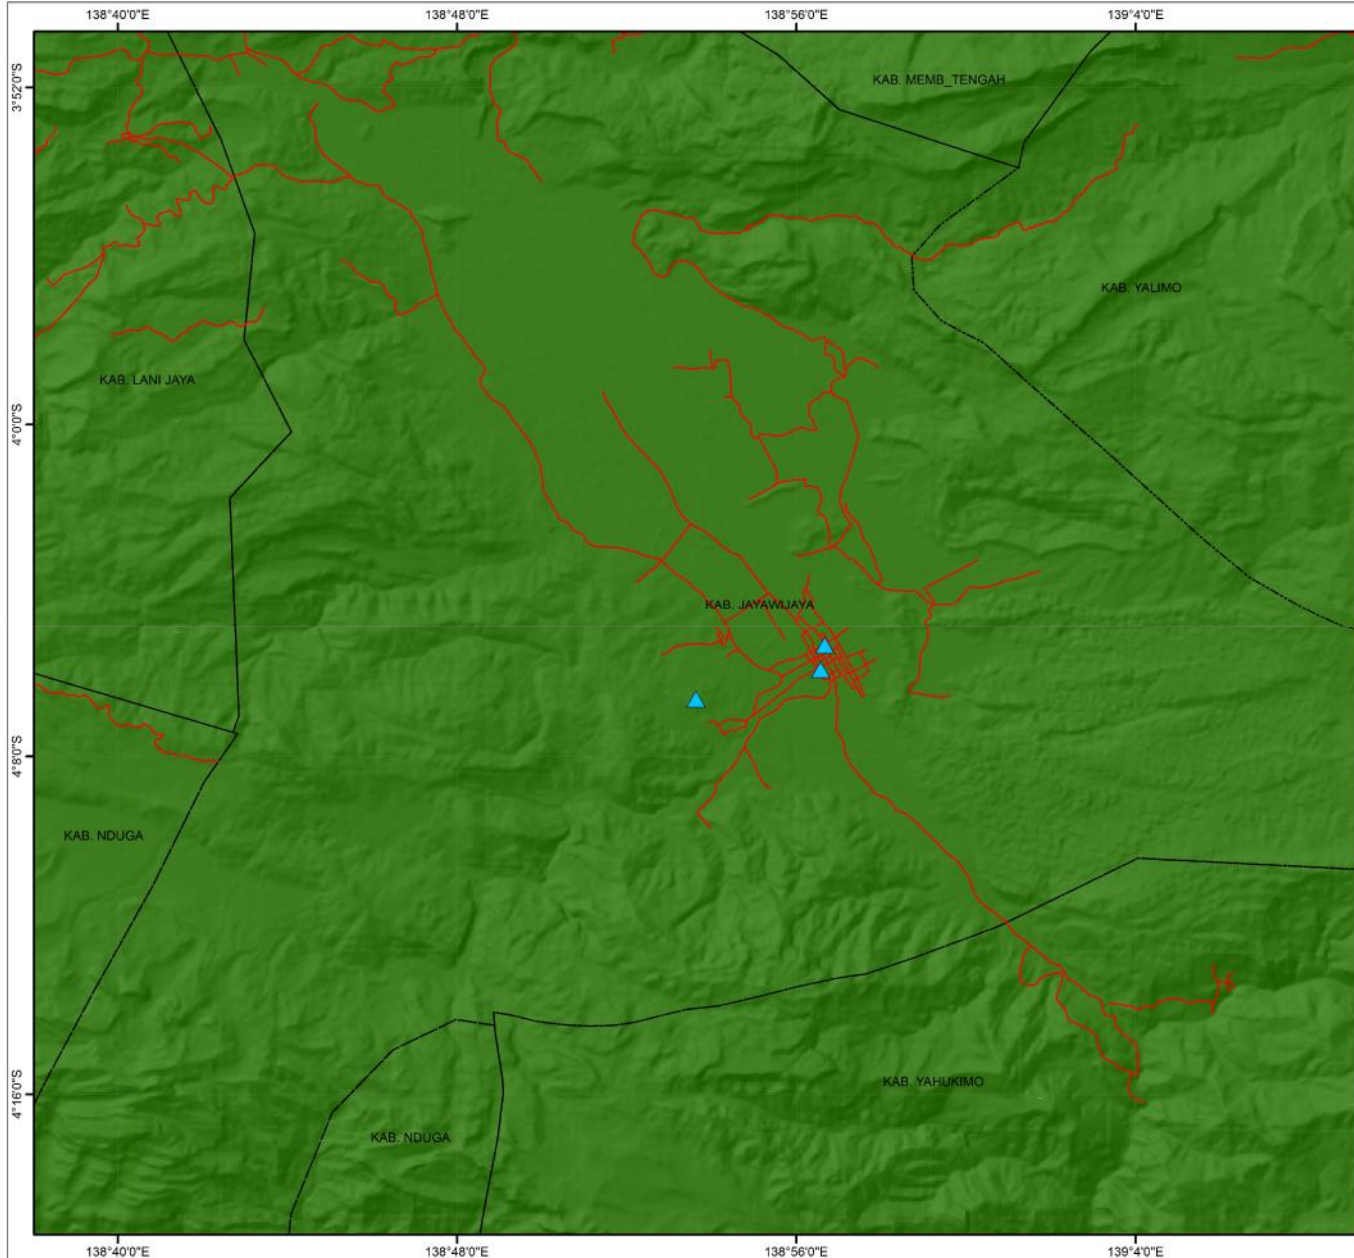 138°40'0"E
138°48'0"E
138°56'0"E
139°4'0"E
3°52'0"S
KAB. MEMB_TENGAH
KAB. YALIMO
KAB. LANI JAYA
4°0'0"S
KAB. JAYAWIJAYA
4°8'0"S
KAB. NDUGA
KAB. YAHUKIMO
4°16'0"S
KAB. NDUGA
138°40'0"E
138°48'0"E
138°56'0"E
139°4'0"E